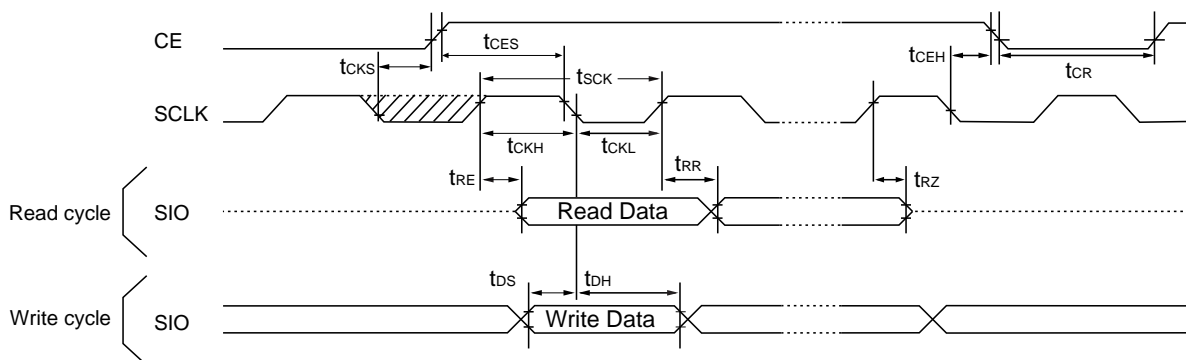 CE
tCES
tCEH
tCKS
tCR
tSCK
SCLK
tCKH
tCKL
tRE
tRR
tRZ
Read cycle
SIO
Read Data
tDS
tDH
Write cycle
SIO
Write Data